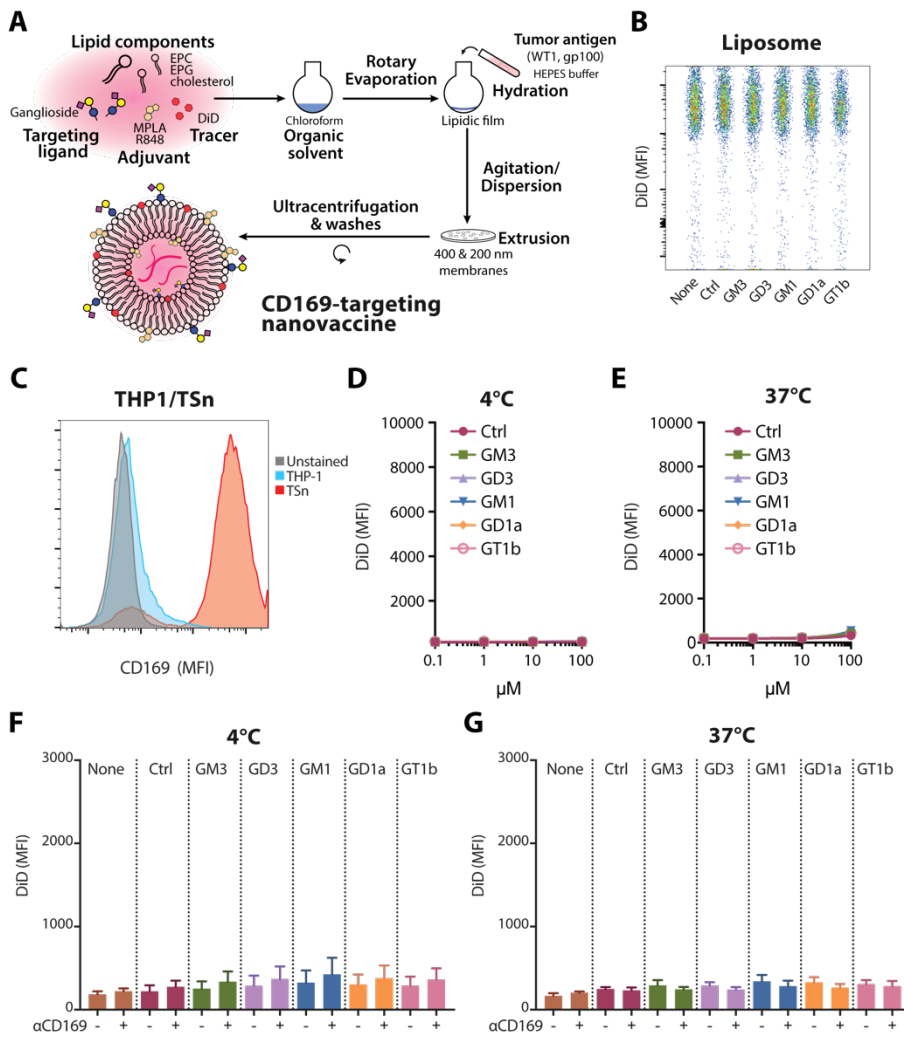 A
Lipid components
EPC
EPG
cholesterol
Ganglioside
Targeting
ligand
MPLA
R848
Adjuvant
DiD
Tracer
Chloroform
Organic
solvent
Rotary
Evaporation
Lipidic film
Tumor antigen
(WT1, gp100)
HEPES buffer
Hydration
Agitation/
Dispersion
Extrusion
400 & 200 nm
membranes
Ultracentrifugation
& washes
CD169-targeting
nanovaccine
B
Liposome
DiD (MFI)
None Ctrl GM3 GD3 GM1 GD1a GT1b
C
THP1/TSn
Unstained
THP-1
TSn
CD169 (MFI)
D
4°C
10000
8000
6000
4000
2000
DiD (MFI)
Ctrl
GM3
GD3
GM1
GD1a
GT1b
0.1 1 10 100
µM
E
37°C
10000
8000
6000
4000
2000
0
DiD (MFI)
Ctrl
GM3
GD3
GM1
GD1a
GT1b
0.1 1 10 100
µM
F
4°C
3000
2000
1000
0
DiD (MFI)
None Ctrl GM3 GD3 GM1 GD1a GT1b
αCD169 - + - + - + - + - + - + - +
G
37°C
3000
2000
1000
0
DiD (MFI)
None Ctrl GM3 GD3 GM1 GD1a GT1b
αCD169 - + - + - + - + - + - + - +